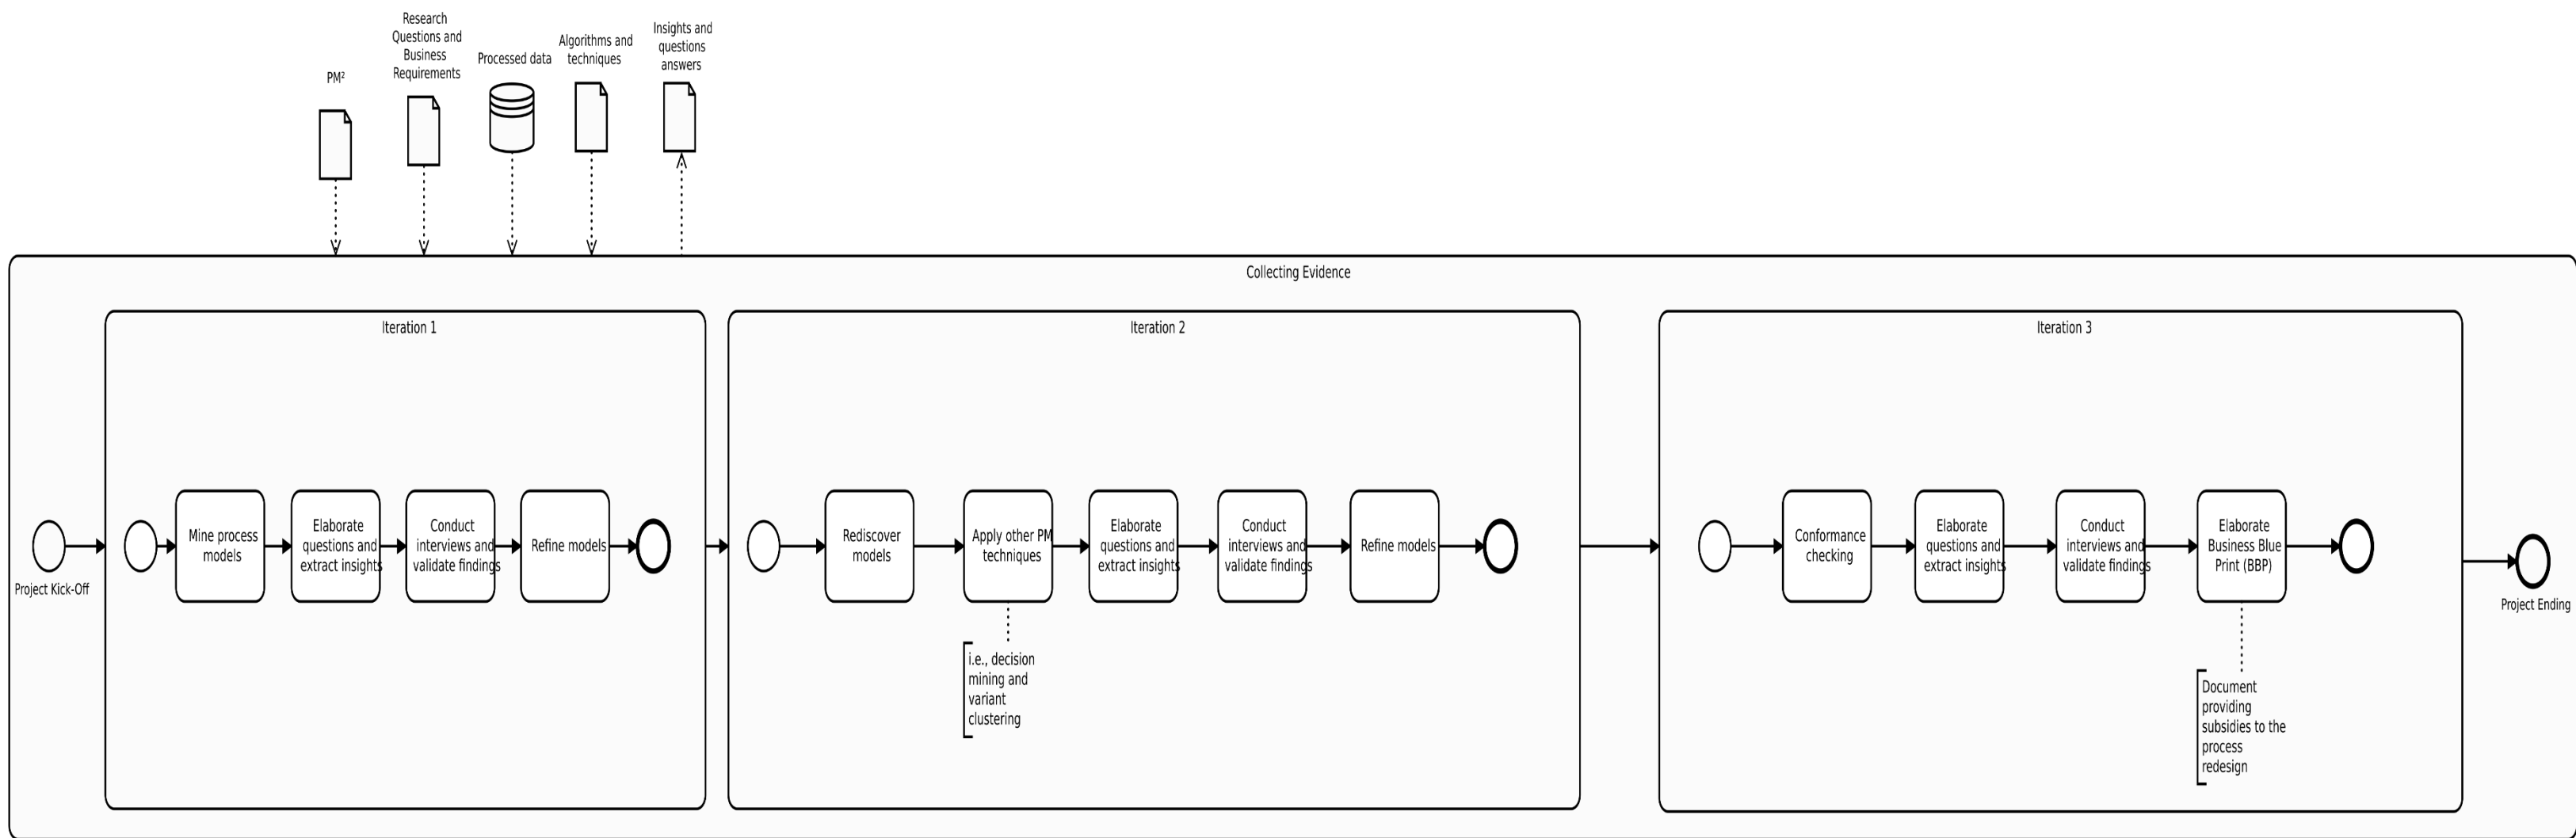 PM²
Research
Questions and
Business
Requirements
Processed data
Algorithms and
techniques
Insights and
questions
answers
Collecting Evidence
Project Kick-Off
Iteration 1
Mine process
models
Elaborate
questions and
extract insights
Conduct
interviews and
validate findings
Refine models
Iteration 2
Rediscover
models
Apply other PM
techniques
i.e., decision
mining and
variant
clustering
Elaborate
questions and
extract insights
Conduct
interviews and
validate findings
Refine models
Iteration 3
Conformance
checking
Elaborate
questions and
extract insights
Conduct
interviews and
validate findings
Elaborate
Business Blue
Print (BBP)
Document
providing
subsidies to the
process
redesign
Project Ending